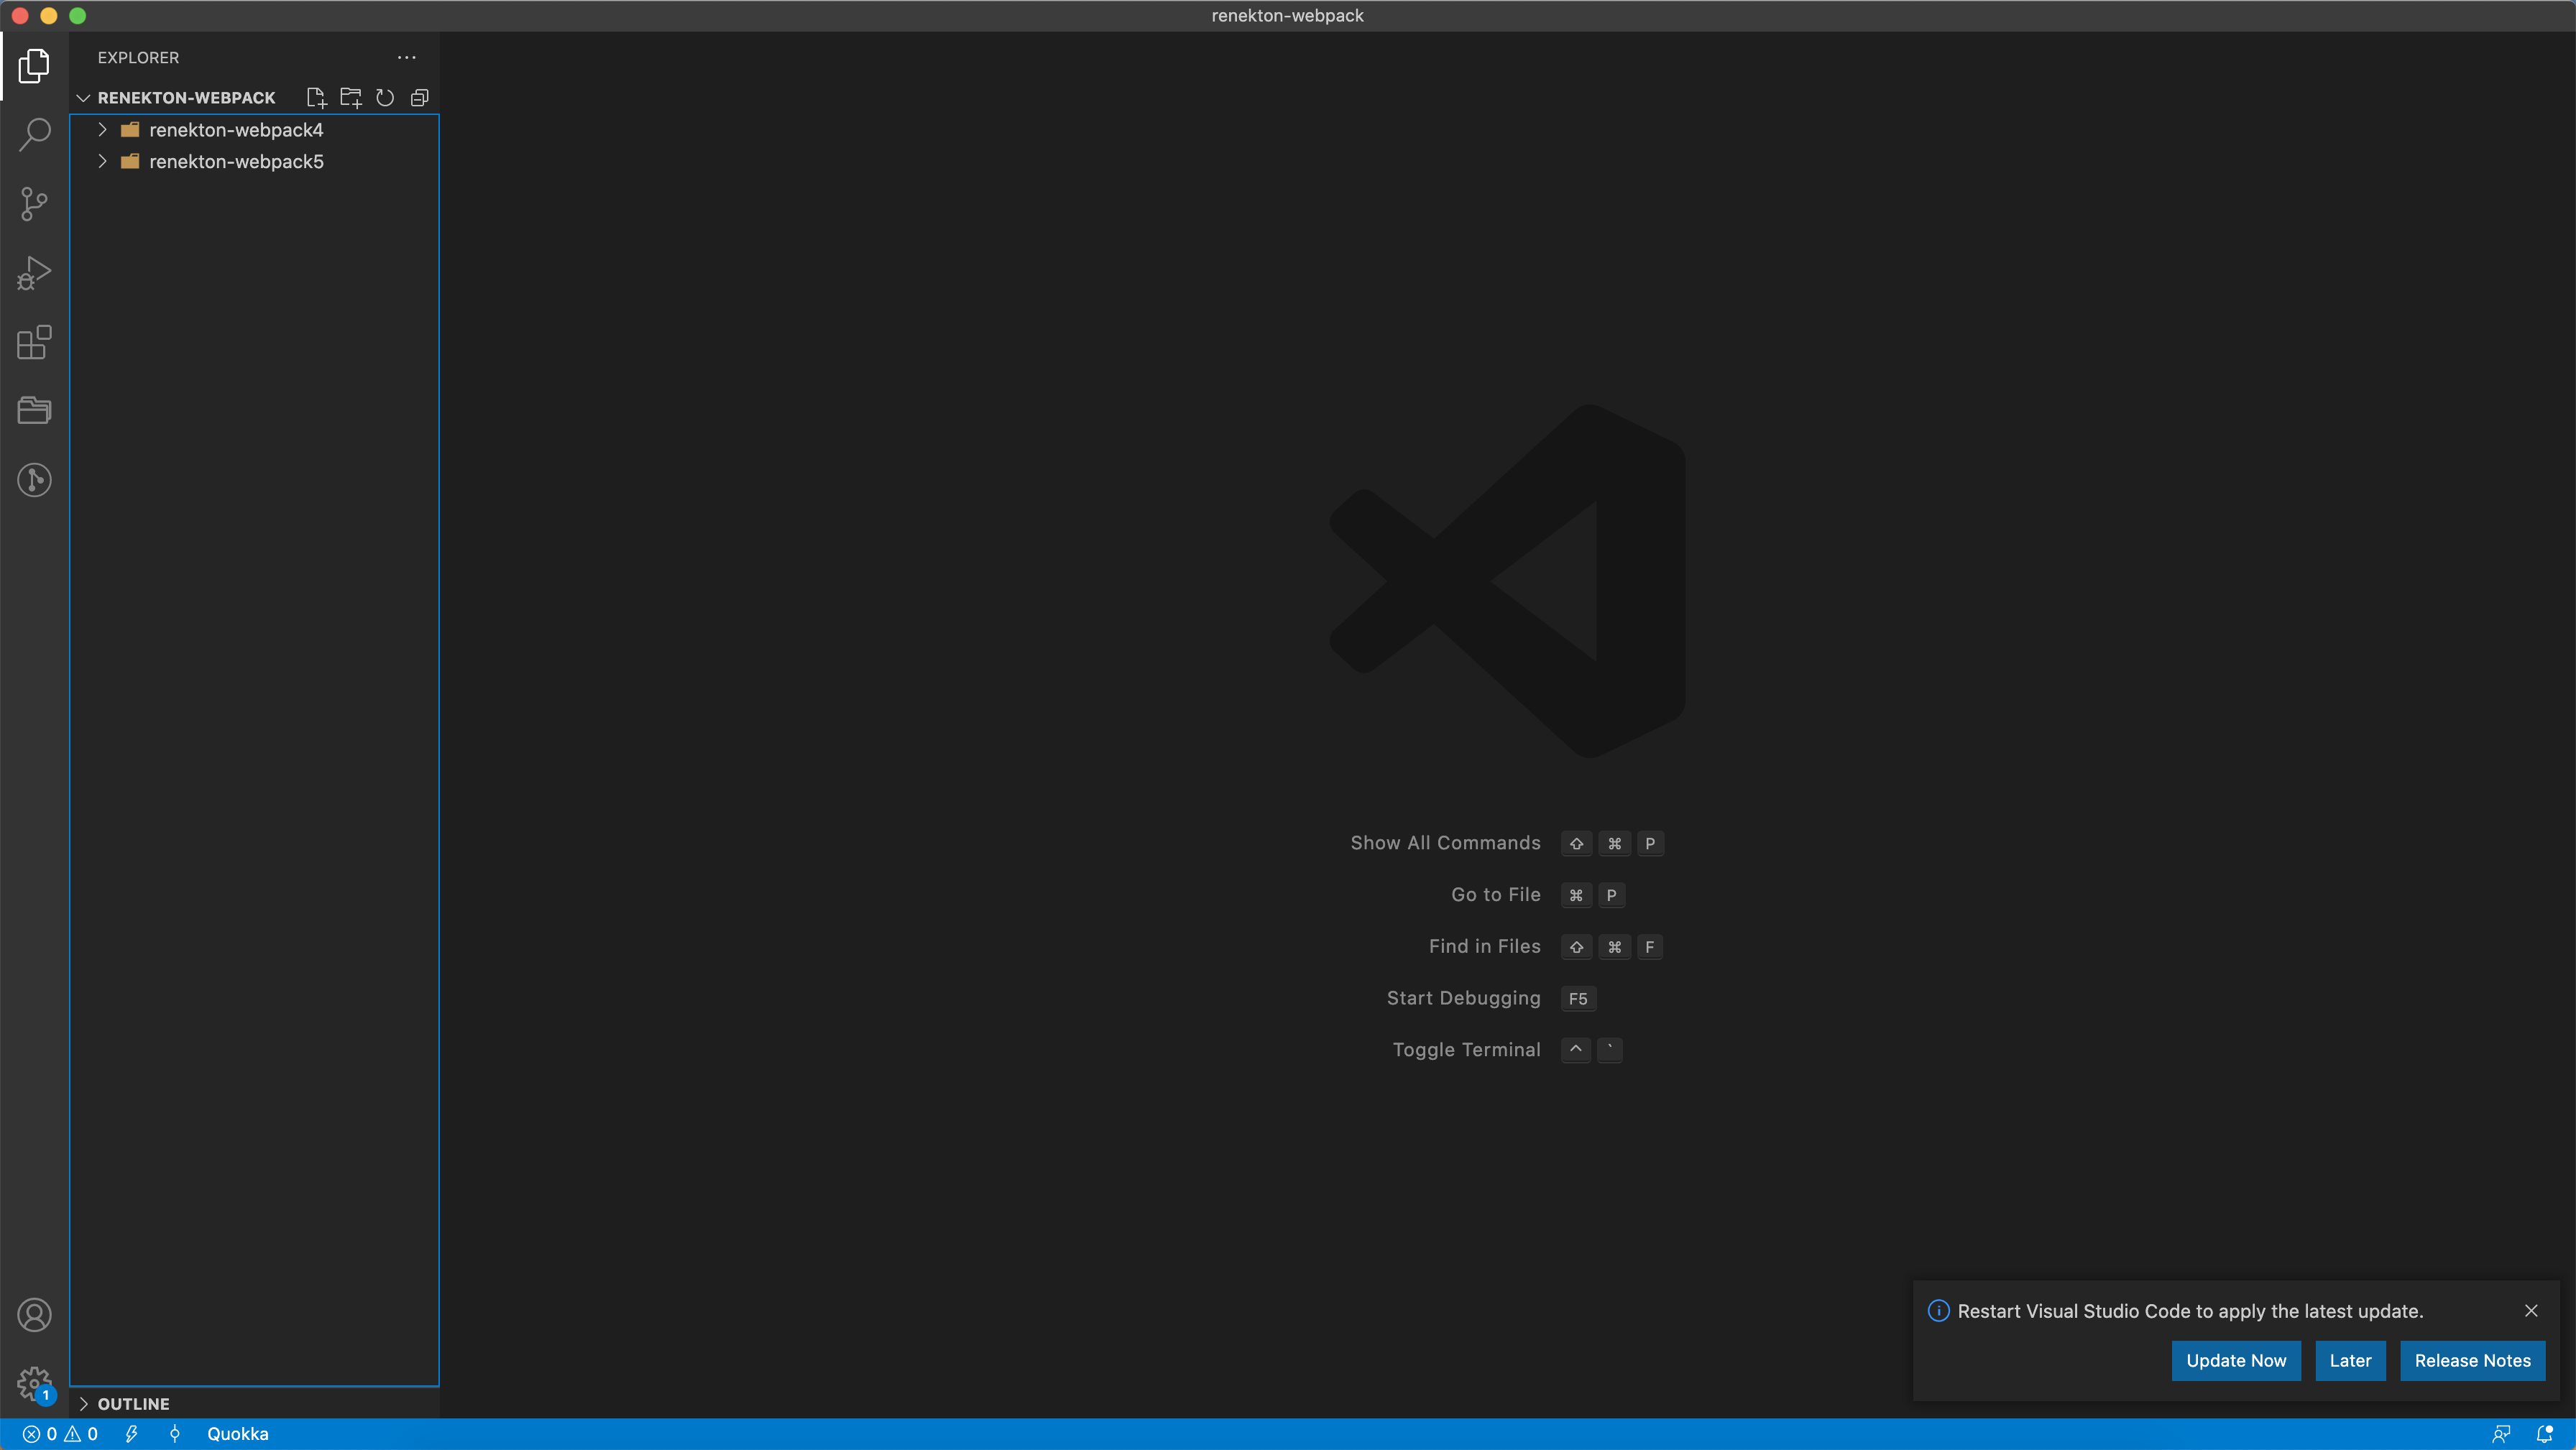 renekton-webpack
EXPLORER
RENEKTON-WEBPACK
renekton-webpack4
renekton-webpack5
Show All Commands ⇧ ⌘ P
Go to File ⌘ P
Find in Files ⇧ ⌘ F
Start Debugging F5
Toggle Terminal ^ `
Restart Visual Studio Code to apply the latest update.
Update Now Later Release Notes
1
OUTLINE
0 0 Quokka